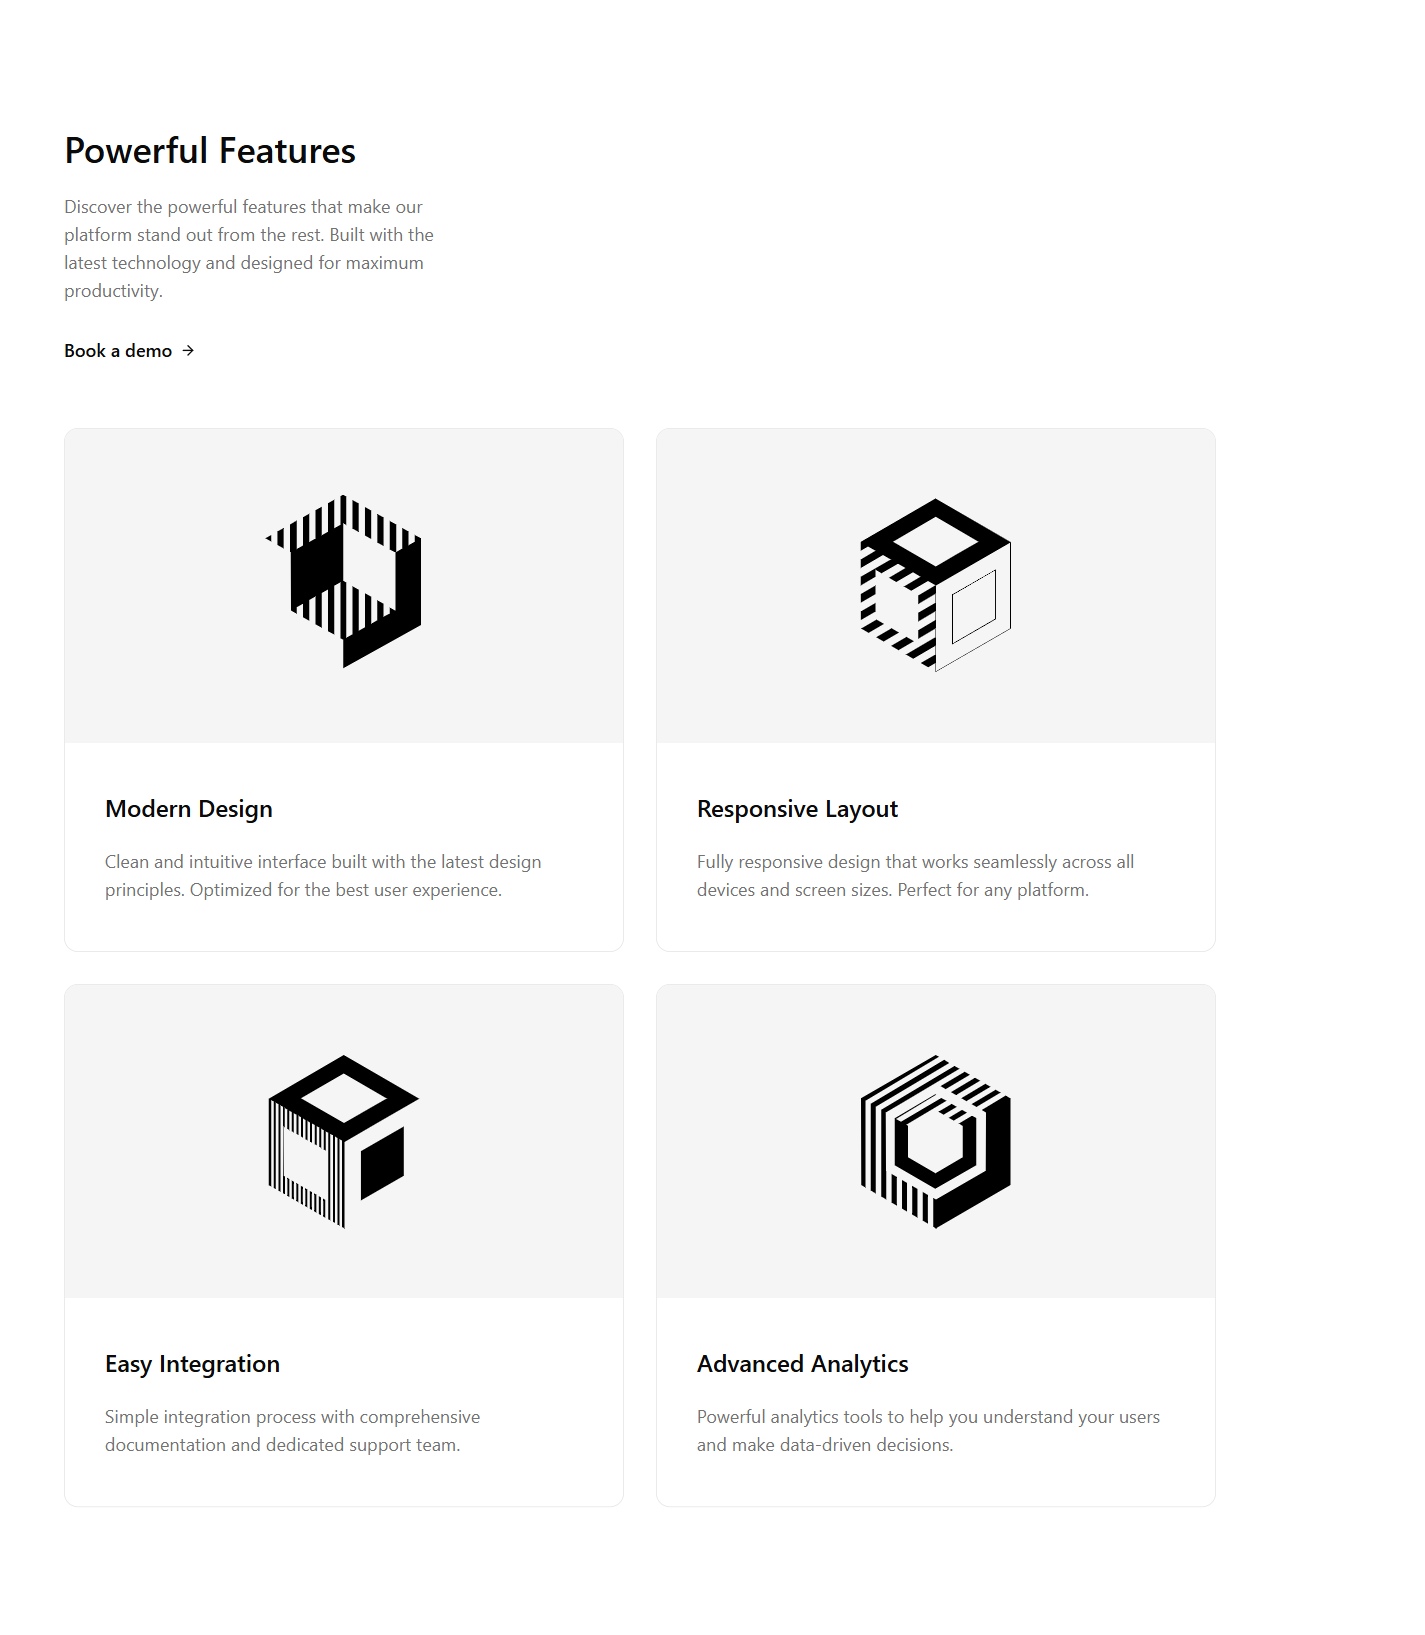 Powerful Features
Discover the powerful features that make our
platform stand out from the rest. Built with the
latest technology and designed for maximum
productivity.
Book a demo →
Modern Design
Clean and intuitive interface built with the latest design
principles. Optimized for the best user experience.
Responsive Layout
Fully responsive design that works seamlessly across all
devices and screen sizes. Perfect for any platform.
Easy Integration
Simple integration process with comprehensive
documentation and dedicated support team.
Advanced Analytics
Powerful analytics tools to help you understand your users
and make data-driven decisions.